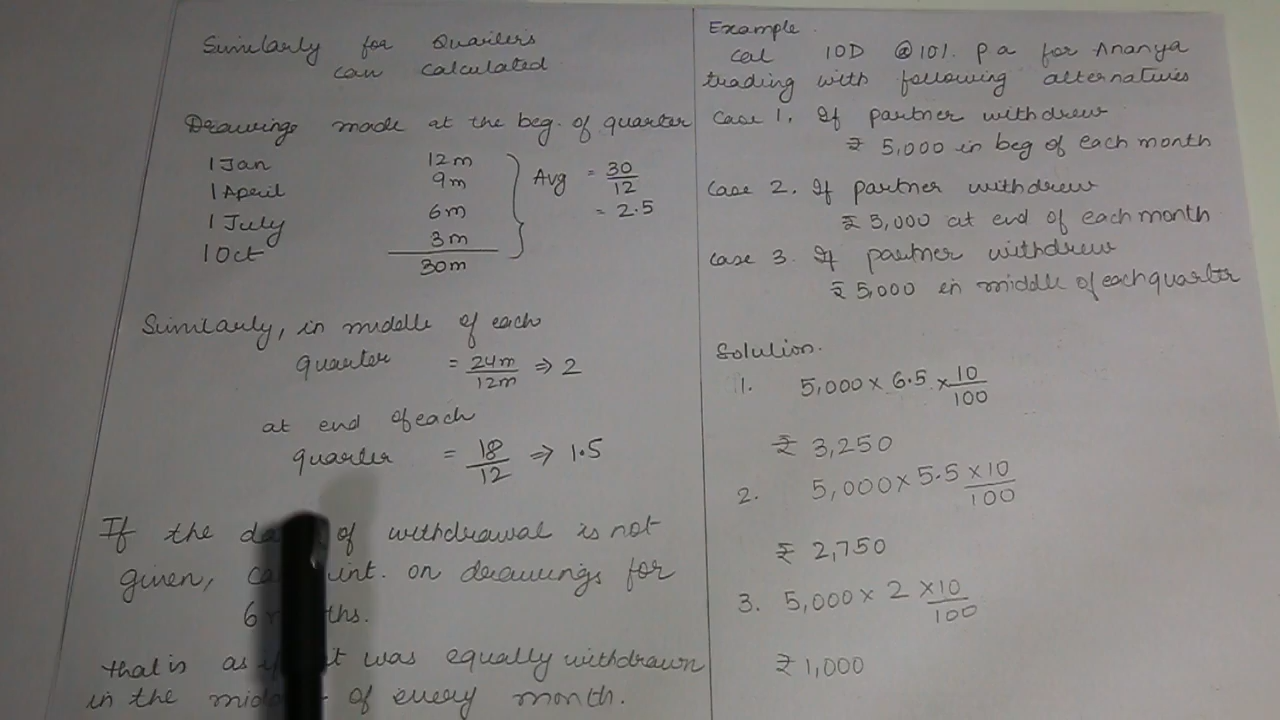 Similarly for Quarters
can calculated
Drawings made at the beg. of quarter
1 Jan 12m
1 April 9m
1 July 6m
1 Oct 3m
30m
Avg = 30/12
= 2.5
Similarly, in middle of each
quarter = 24m/12m ⇒ 2
at end of each
quarter = 18/12 ⇒ 1.5
If the of withdrawal is not
given, int. on drawings for
6
that is as it was equally withdrawn
in the of every month.
Example.
Cal IOD @10%. p a for Ananya
trading with following alternatives
Case 1. If partner withdrew
₹ 5,000 in beg of each month
Case 2. If partner withdrew
₹ 5,000 at end of each month
Case 3. If partner withdrew
₹ 5,000 in middle of each quarter
Solution.
1. 5,000 × 6.5 × 10/100
₹ 3,250
2. 5,000 × 5.5 × 10/100
₹ 2,750
3. 5,000 × 2 × 10/100
₹ 1,000